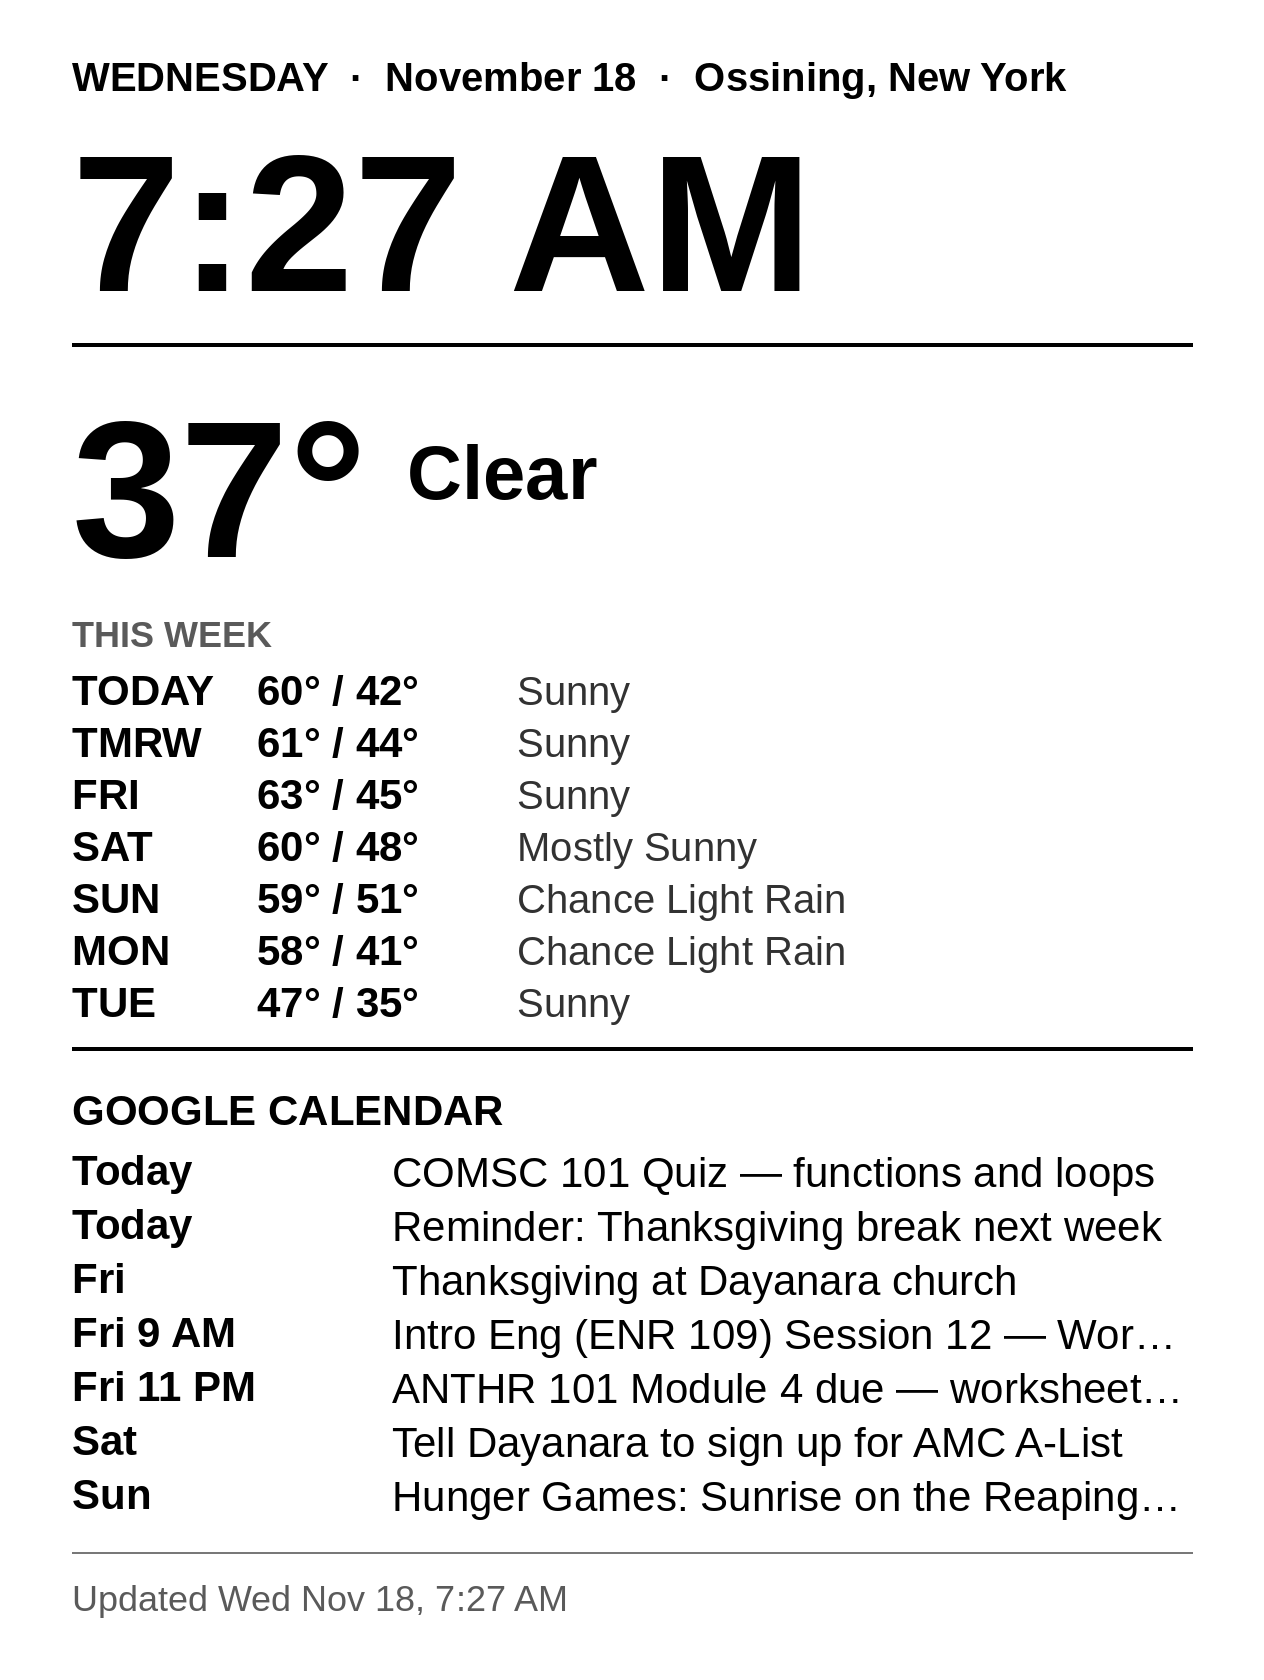 WEDNESDAY · November 18 · Ossining, New York
7:27 AM
37° Clear
THIS WEEK
TODAY 60° / 42° Sunny
TMRW 61° / 44° Sunny
FRI 63° / 45° Sunny
SAT 60° / 48° Mostly Sunny
SUN 59° / 51° Chance Light Rain
MON 58° / 41° Chance Light Rain
TUE 47° / 35° Sunny
GOOGLE CALENDAR
Today COMSC 101 Quiz — functions and loops
Today Reminder: Thanksgiving break next week
Fri Thanksgiving at Dayanara church
Fri 9 AM Intro Eng (ENR 109) Session 12 — Wor…
Fri 11 PM ANTHR 101 Module 4 due — worksheet…
Sat Tell Dayanara to sign up for AMC A-List
Sun Hunger Games: Sunrise on the Reaping…
Updated Wed Nov 18, 7:27 AM